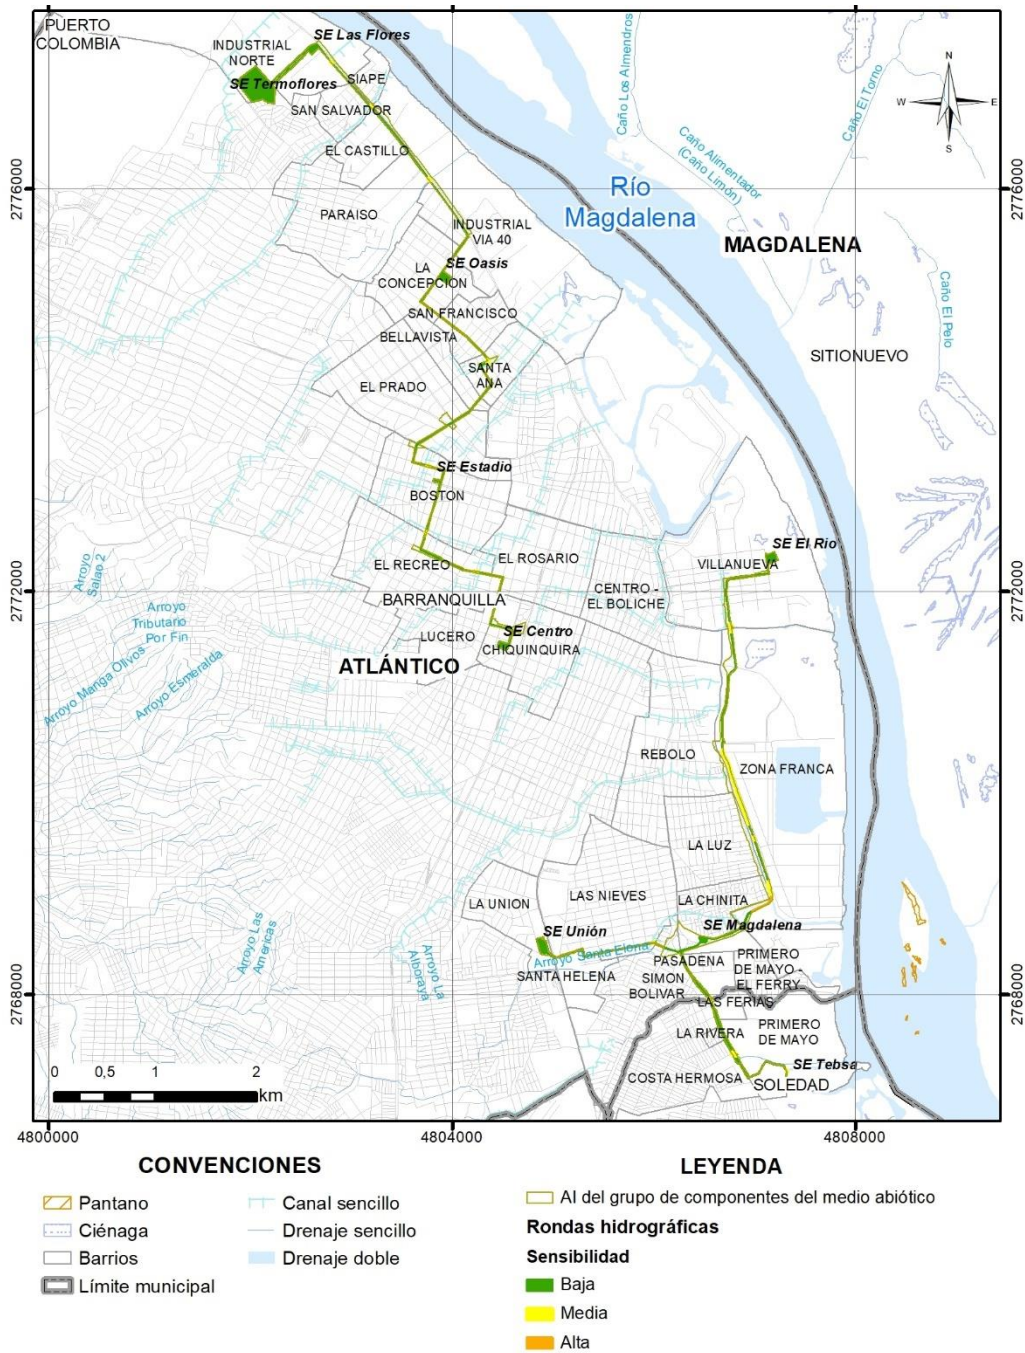 PUERTO
COLOMBIA
INDUSTRIAL
NORTE
SE Las Flores
SE Termoflores
SIAPE
SAN SALVADOR
EL CASTILLO
PARAISO
INDUSTRIAL
VIA 40
SE Oasis
LA
CONCEPCION
SAN FRANCISCO
BELLAVISTA
SANTA
ANA
EL PRADO
SE Estadio
BOSTON
EL RECREO
EL ROSARIO
BARRANQUILLA
CENTRO -
EL BOLICHE
LUCERO
SE Centro
CHIQUINQUIRA
ATLÁNTICO
Río
Magdalena
MAGDALENA
SITIONUEVO
Caño Los Almendros
Caño Alimentador
(Caño Limón)
Caño El Torno
Caño El Pelo
N
W
E
S
SE El Rio
VILLANUEVA
REBOLO
ZONA FRANCA
LA LUZ
LAS NIEVES
LA UNION
LA CHINITA
SE Magdalena
SE Unión
Arroyo Santa Elena
SANTA HELENA
PASADENA
SIMON
BOLIVAR
PRIMERO
DE MAYO -
EL FERRY
LAS FERIAS
LA RIVERA
PRIMERO
DE MAYO
SE Tebsa
COSTA HERMOSA
SOLEDAD
Arroyo
Salao 2
Arroyo
Tributario
Por Fin
Arroyo Manga Olivos
Arroyo Esmeralda
Arroyo Las
Americas
Arroyo La
Alboraya
2776000
2776000
2772000
2772000
2768000
2768000
0 0,5 1 2
km
4800000 4804000 4808000
CONVENCIONES
Pantano
Ciénaga
Barrios
Límite municipal
Canal sencillo
Drenaje sencillo
Drenaje doble
LEYENDA
AI del grupo de componentes del medio abiótico
Rondas hidrográficas
Sensibilidad
Baja
Media
Alta